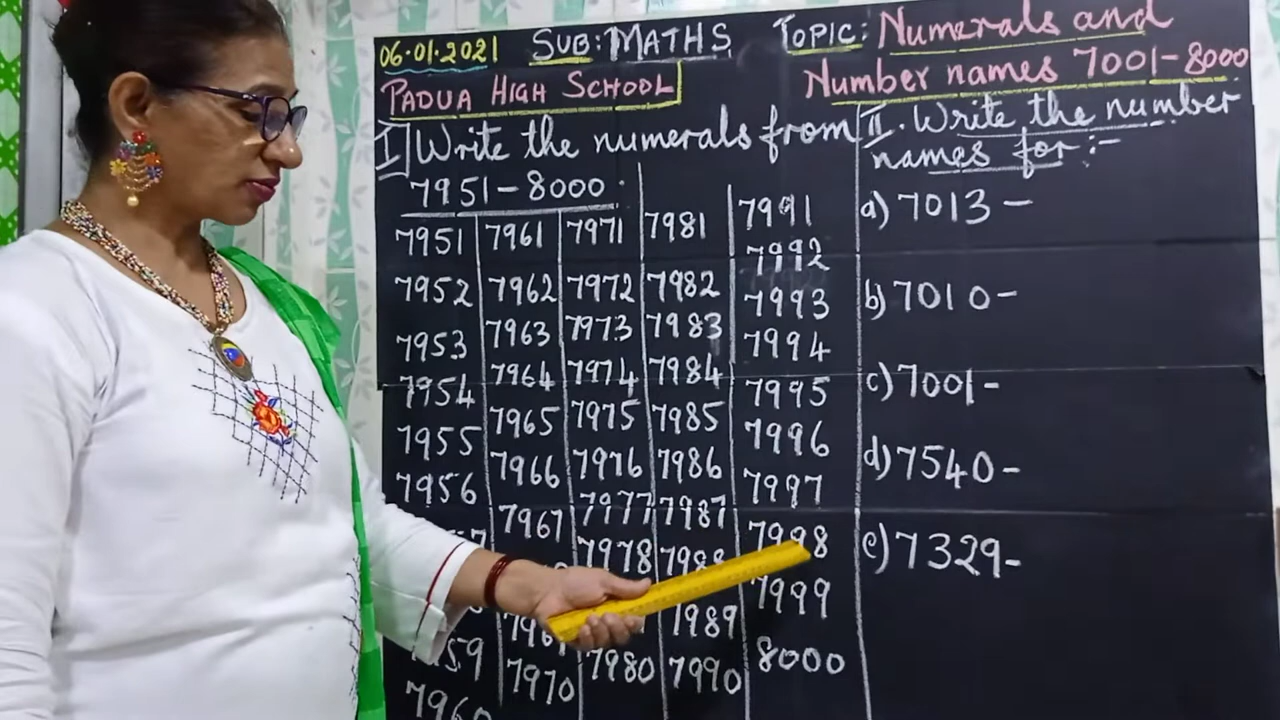 06.01.2021 SUB: MATHS TOPIC: Numerals and
PADUA HIGH SCHOOL Number names 7001-8000
I] Write the numerals from
7951-8000
7951 7961 7971 7981 7991
7952 7962 7972 7982 7992
7953 7963 7973 7983 7993
7954 7964 7974 7984 7994
7955 7965 7975 7985 7995
7956 7966 7976 7986 7996
7967 7977 7987 7997
7978 7988 7998
7989 7999
59 7970 7980 7990 8000
7960
II. Write the number
names for:-
a) 7013 -
b) 7010 -
c) 7001 -
d) 7540 -
e) 7329 -